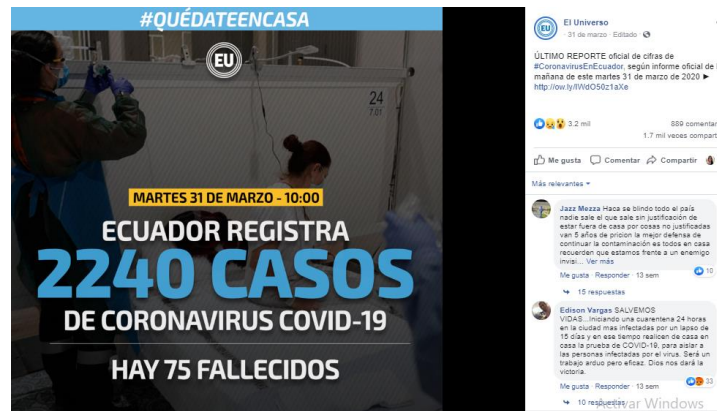 #QUÉDATEENCASA
EU
24
7.01
MARTES 31 DE MARZO - 10:00
ECUADOR REGISTRA
2240 CASOS
DE CORONAVIRUS COVID-19
HAY 75 FALLECIDOS
EU
El Universo
31 de marzo · Editado ·
ÚLTIMO REPORTE oficial de cifras de
#CoronavirusEnEcuador, según informe oficial de
mañana de este martes 31 de marzo de 2020 ►
http://ow.ly/IWdO50z1aXe
3.2 mil
889 comentar
1.7 mil veces compart
Me gusta Comentar Compartir
Más relevantes
Jazz Mezza Haca se blindo todo el país
nadie sale el que sale sin justificación de
estar fuera de casa por cosas no justificadas
van 5 años de pricion la mejor defensa de
continuar la contaminación es todos en casa
recuerden que estamos frente a un enemigo
invisi... Ver más
10
Me gusta · Responder · 13 sem
15 respuestas
Edison Vargas SALVEMOS
VIDAS...Iniciando una cuarentena 24 horas
en la ciudad mas infectadas por un lapso de
15 días y en ese tiempo realicen de casa en
casa la prueba de COVID-19, para aislar a
las personas infectadas por el virus. Será un
trabajo arduo pero eficaz. Dios nos dará la
victoria.
33
Me gusta · Responder · 13 sem
10 respuestas
Activar Windows